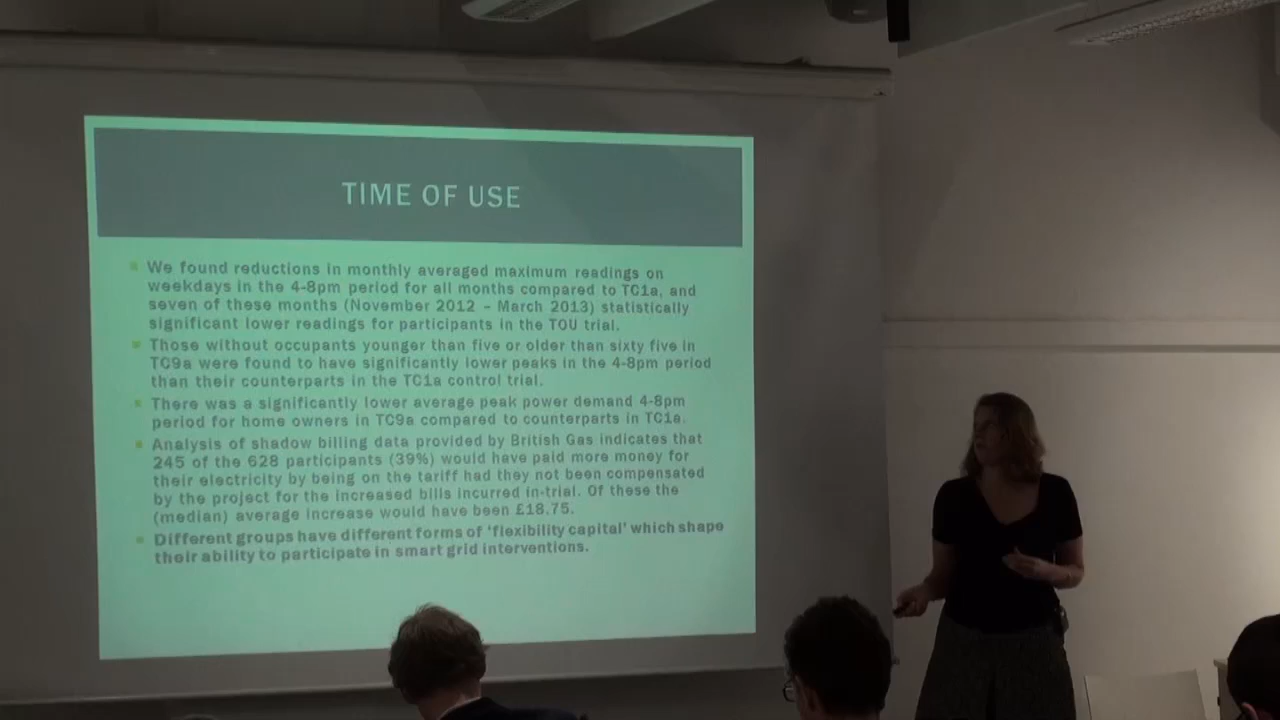 TIME OF USE
We found reductions in monthly averaged maximum readings on
weekdays in the 4-8pm period for all months compared to TC1a, and
seven of these months (November 2012 – March 2013) statistically
significant lower readings for participants in the TOU trial.
Those without occupants younger than five or older than sixty five in
TC9a were found to have significantly lower peaks in the 4-8pm period
than their counterparts in the TC1a control trial.
There was a significantly lower average peak power demand 4-8pm
period for home owners in TC9a compared to counterparts in TC1a.
Analysis of shadow billing data provided by British Gas indicates that
245 of the 628 participants (39%) would have paid more money for
their electricity by being on the tariff had they not been compensated
by the project for the increased bills incurred in-trial. Of these the
(median) average increase would have been £18.75.
Different groups have different forms of 'flexibility capital' which shape
their ability to participate in smart grid interventions.